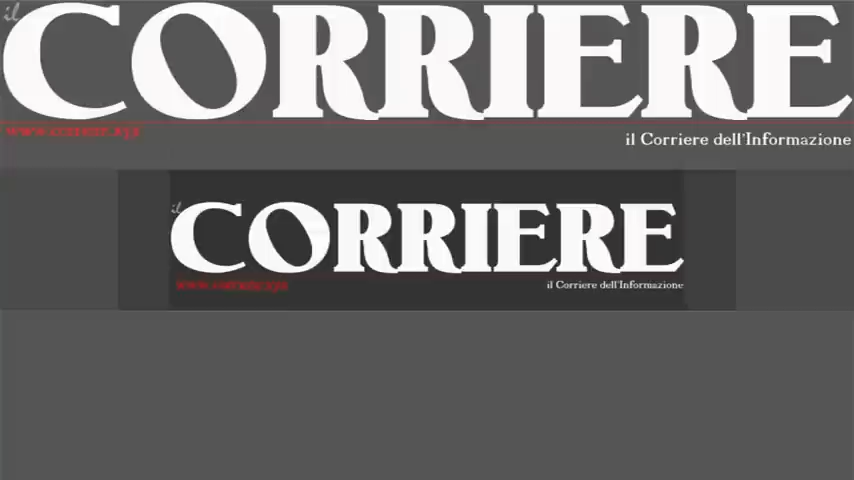 il
CORRIERE
il Corriere dell'Informazione
il
CORRIERE
il Corriere dell'Informazione